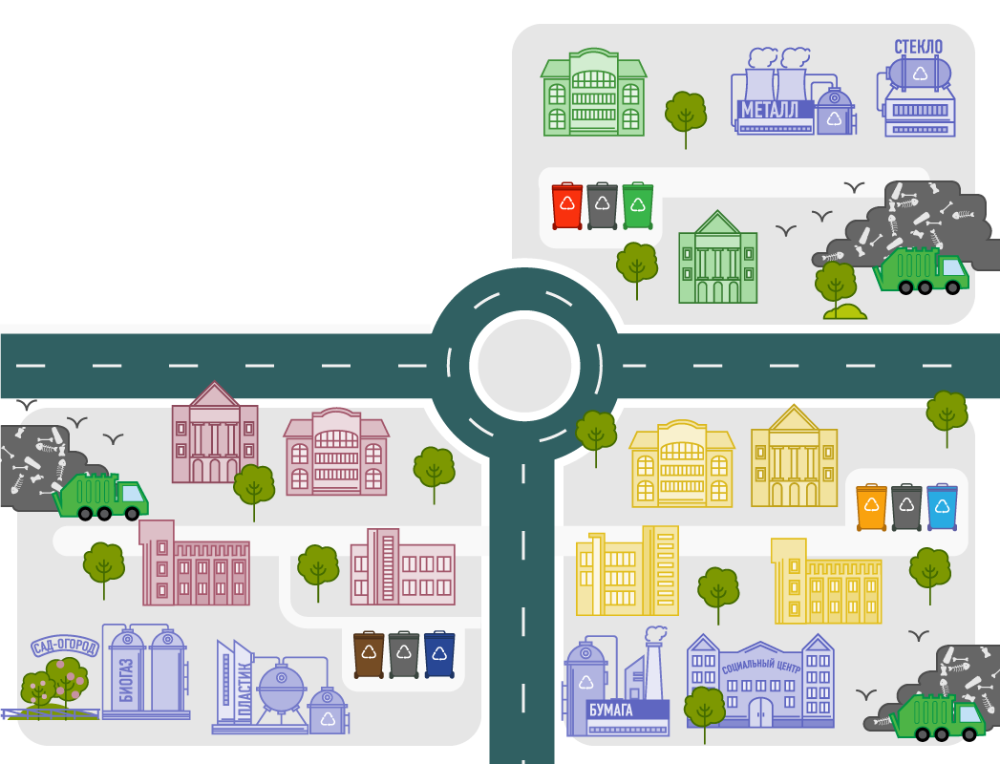 СТЕКЛО
МЕТАЛЛ
САД-ОГОРОД
БИОГАЗ
ПЛАСТИК
БУМАГА
СОЦИАЛЬНЫЙ ЦЕНТР